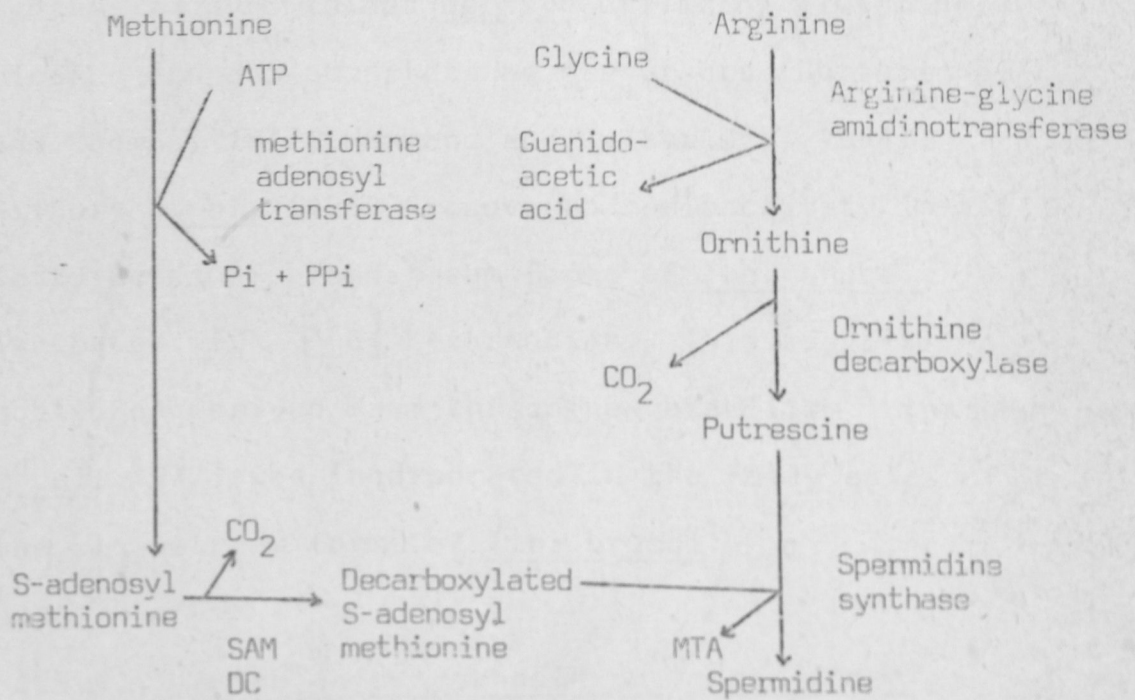 Methionine
ATP
methionine
adenosyl
transferase
Pi + PPi
Arginine
Glycine
Arginine-glycine
amidinotransferase
Guanido-
acetic
acid
Ornithine
Ornithine
decarboxylase
CO2
Putrescine
CO2
S-adenosyl
methionine
SAM
DC
Decarboxylated
S-adenosyl
methionine
Spermidine
synthase
MTA
Spermidine